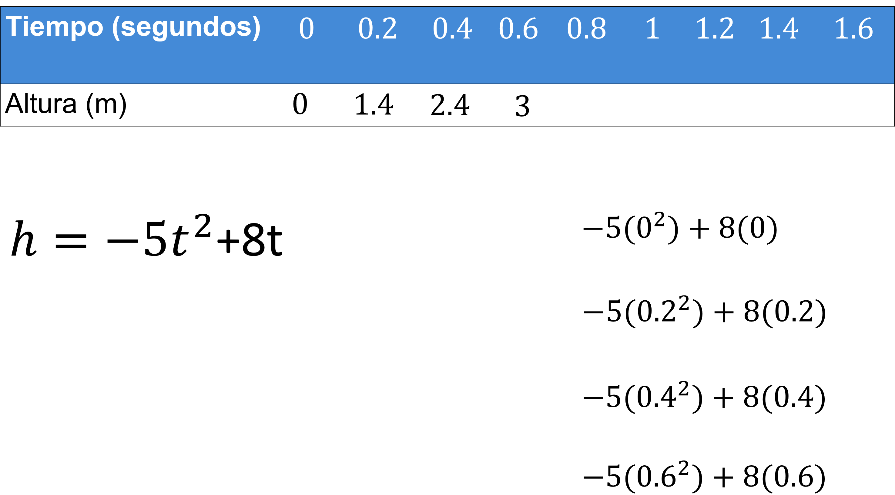 Tiempo (segundos) 0 0.2 0.4 0.6 0.8 1 1.2 1.4 1.6
Altura (m) 0 1.4 2.4 3
h = −5t²+8t
−5(0²) + 8(0)
−5(0.2²) + 8(0.2)
−5(0.4²) + 8(0.4)
−5(0.6²) + 8(0.6)